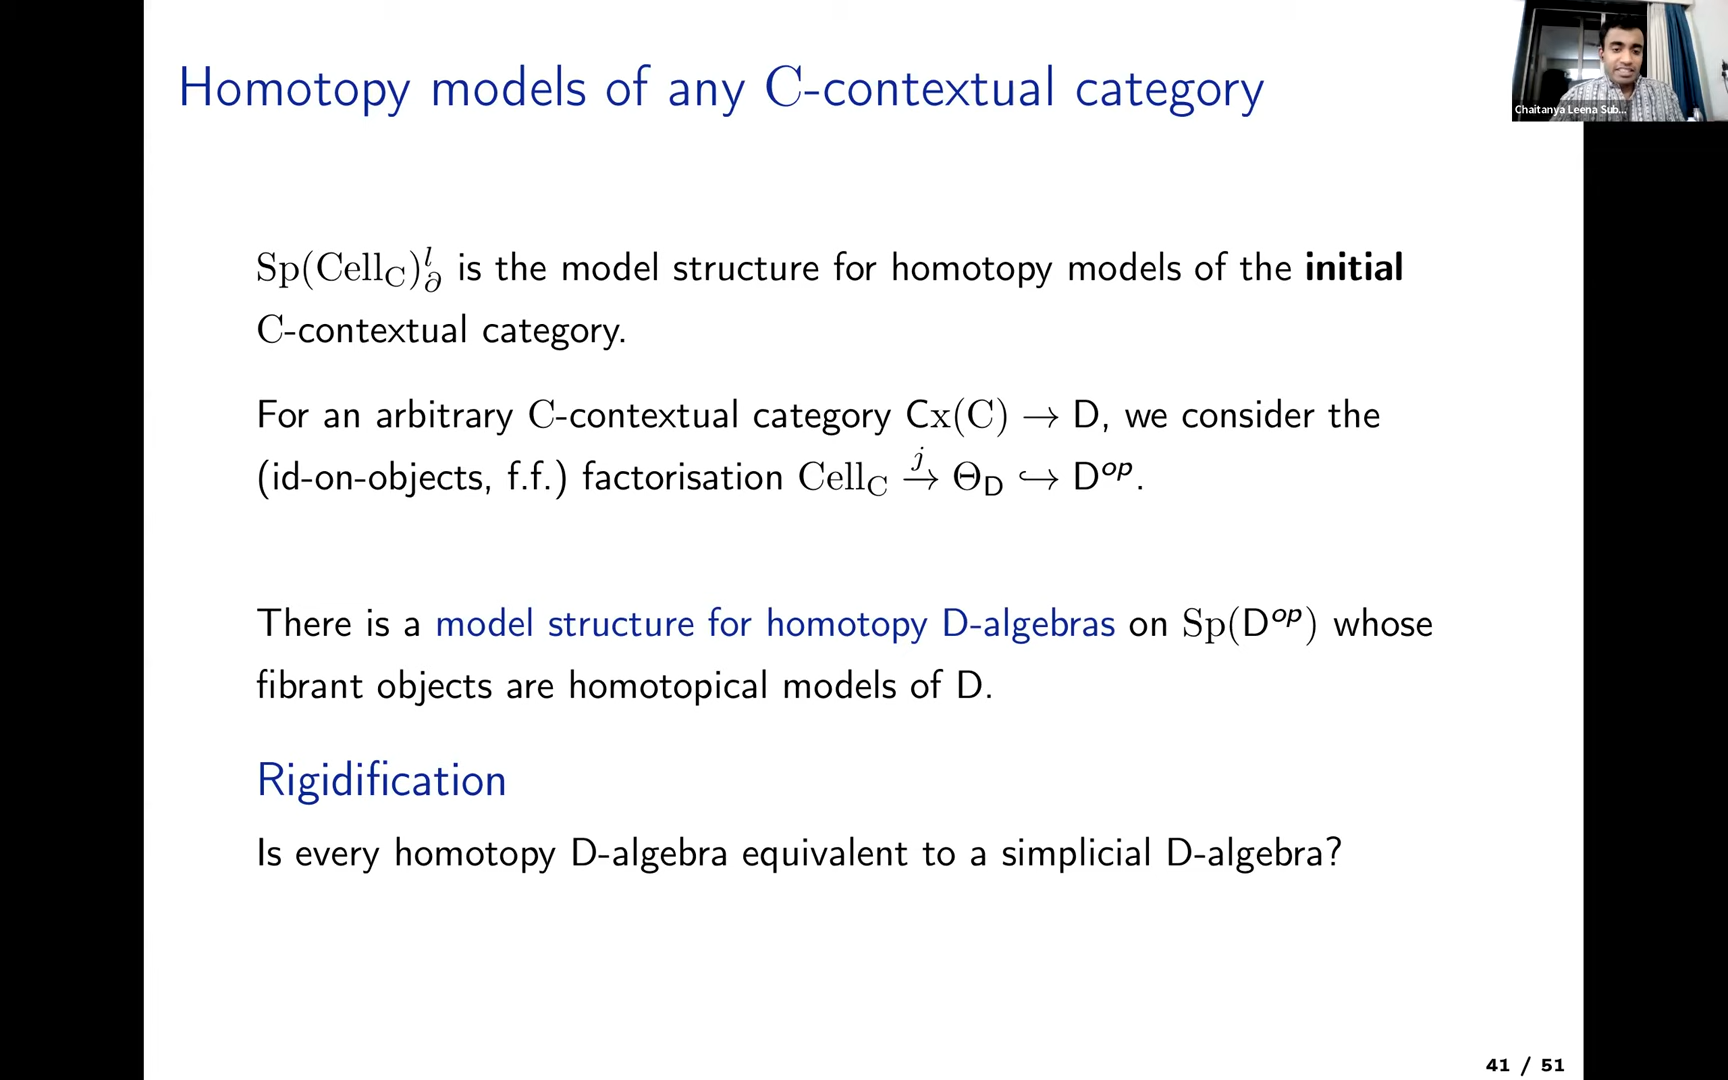 Homotopy models of any C-contextual category
Chaitanya Leena Sub...
Sp(Cell_C)^l_∂ is the model structure for homotopy models of the initial
C-contextual category.
For an arbitrary C-contextual category Cx(C) → D, we consider the
(id-on-objects, f.f.) factorisation Cell_C →^j Θ_D ↪ D^op.
There is a model structure for homotopy D-algebras on Sp(D^op) whose
fibrant objects are homotopical models of D.
Rigidification
Is every homotopy D-algebra equivalent to a simplicial D-algebra?
41 / 51